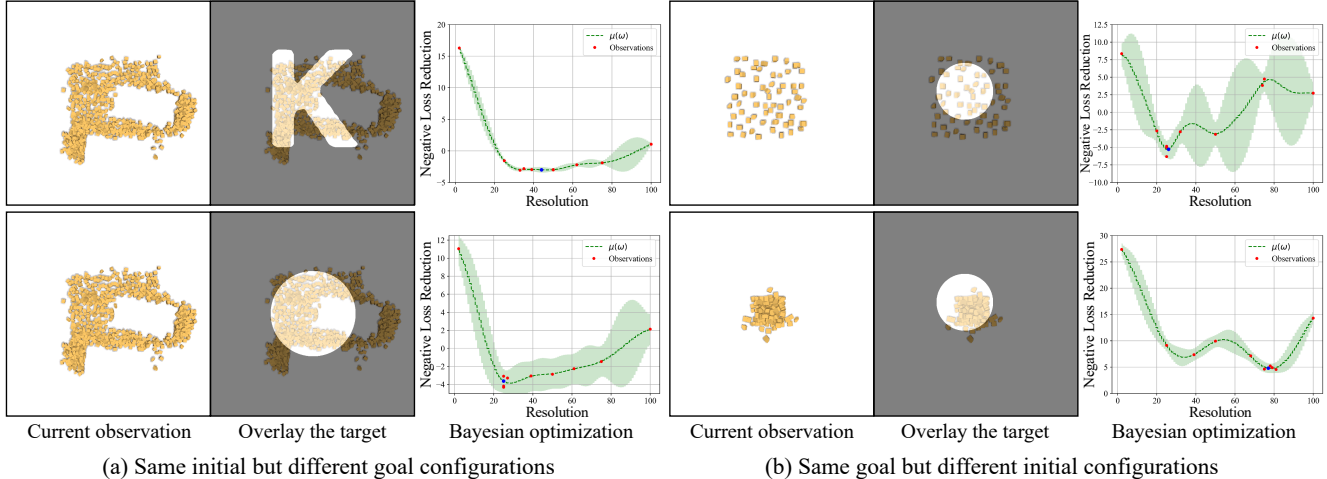 20
15
10
5
0
−5
Negative Loss Reduction
μ(ω)
Observations
0 20 40 60 80 100
Resolution
12.5
10.0
7.5
5.0
2.5
0.0
−2.5
−5.0
−7.5
−10.0
Negative Loss Reduction
μ(ω)
Observations
0 20 40 60 80 100
Resolution
12
10
8
6
4
2
0
−2
−4
Negative Loss Reduction
μ(ω)
Observations
0 20 40 60 80 100
Resolution
30
25
20
15
10
5
0
Negative Loss Reduction
μ(ω)
Observations
0 20 40 60 80 100
Resolution
Current observation Overlay the target Bayesian optimization Current observation Overlay the target Bayesian optimization
(a) Same initial but different goal configurations (b) Same goal but different initial configurations